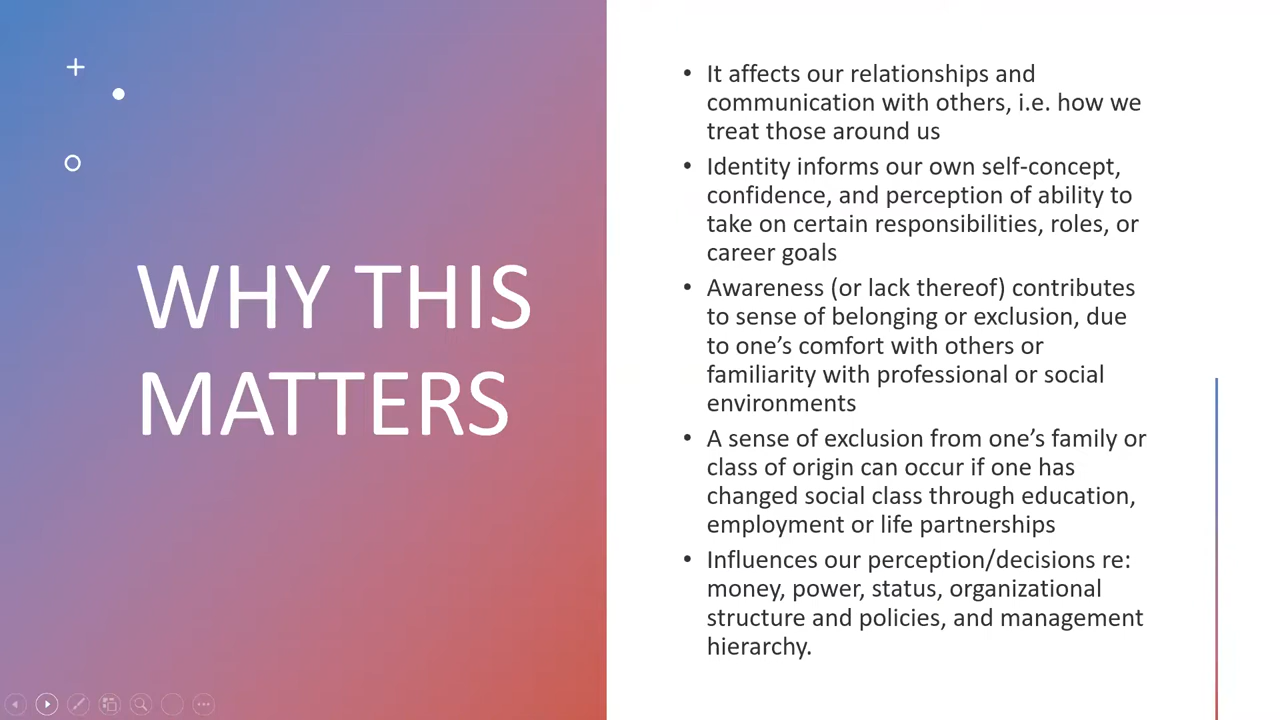 WHY THIS
MATTERS
• It affects our relationships and
communication with others, i.e. how we
treat those around us
• Identity informs our own self-concept,
confidence, and perception of ability to
take on certain responsibilities, roles, or
career goals
• Awareness (or lack thereof) contributes
to sense of belonging or exclusion, due
to one’s comfort with others or
familiarity with professional or social
environments
• A sense of exclusion from one’s family or
class of origin can occur if one has
changed social class through education,
employment or life partnerships
• Influences our perception/decisions re:
money, power, status, organizational
structure and policies, and management
hierarchy.